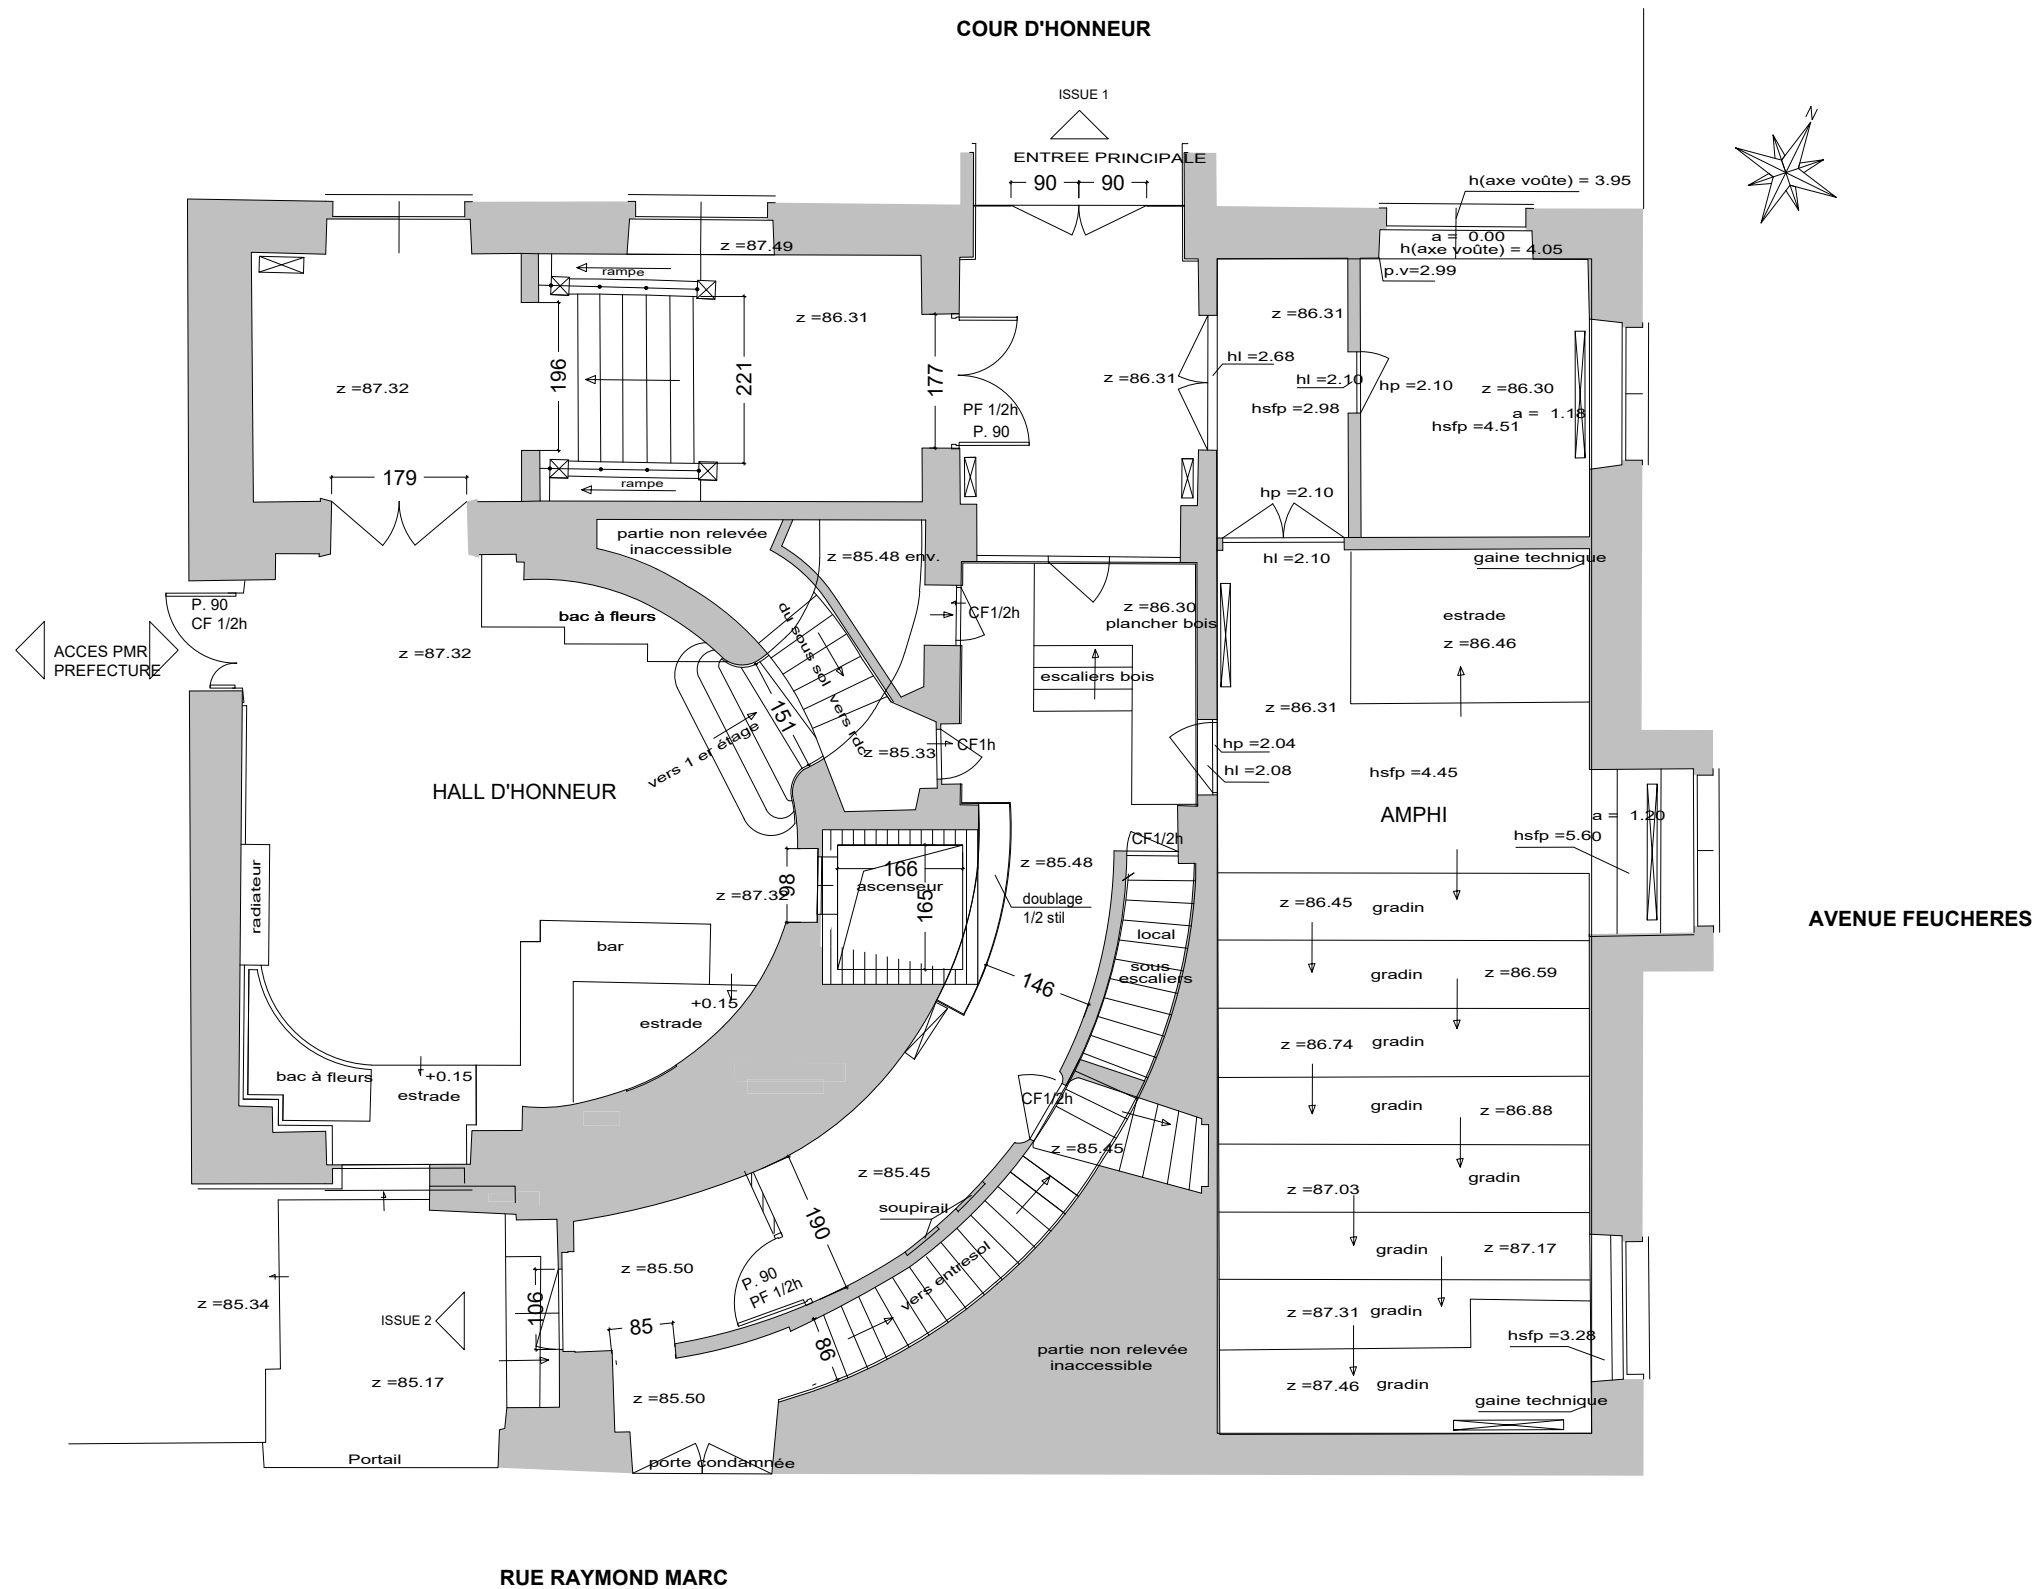 COUR D'HONNEUR
ISSUE 1
ENTREE PRINCIPALE
90
90
N
h(axe voûte) = 3.95
a = 0.00
h(axe voûte) = 4.05
p.v=2.99
z =87.49
rampe
z =86.31
z =86.31
hl =2.68
z =86.31
hl =2.10
hp =2.10
z =86.30
a = 1.18
hsfp =2.98
hsfp =4.51
z =87.32
196
221
177
PF 1/2h
P. 90
179
rampe
hp =2.10
partie non relevée
inaccessible
z =85.48 env.
hl =2.10
gaine technique
P. 90
CF 1/2h
ACCES PMR
PREFECTURE
bac à fleurs
z =87.32
du sous sol vers rdc
CF1/2h
z =86.30
plancher bois
escaliers bois
estrade
z =86.46
151
vers 1 er étage
z =85.33
CF1h
z =86.31
hp =2.04
hl =2.08
hsfp =4.45
HALL D'HONNEUR
AMPHI
a = 1.20
hsfp =5.60
CF1/2h
98
166
ascenseur
165
z =85.48
doublage
1/2 stil
radiateur
z =87.32
local
sous
escaliers
z =86.45
gradin
AVENUE FEUCHERES
bar
gradin
z =86.59
146
+0.15
estrade
z =86.74
gradin
bac à fleurs
+0.15
estrade
CF1/2h
gradin
z =86.88
z =85.45
z =85.45
gradin
z =87.03
soupirail
190
gradin
z =87.17
z =85.50
P. 90
PF 1/2h
vers entresol
z =85.34
106
ISSUE 2
z =87.31
gradin
85
86
hsfp =3.28
partie non relevée
inaccessible
z =85.17
z =85.50
z =87.46
gradin
gaine technique
Portail
porte condamnée
RUE RAYMOND MARC